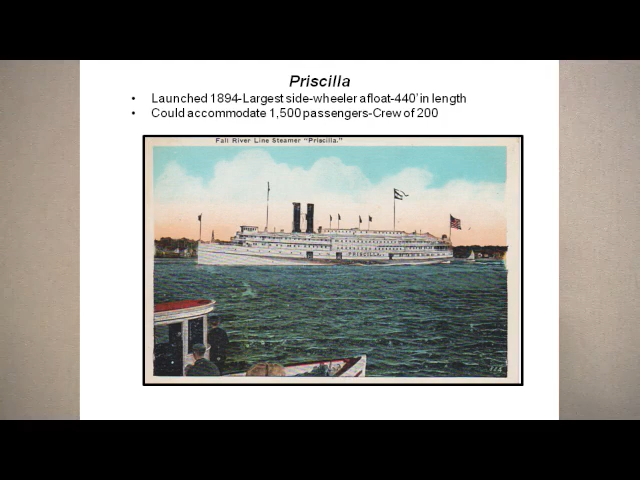 Priscilla
• Launched 1894-Largest side-wheeler afloat-440' in length
• Could accommodate 1,500 passengers-Crew of 200
Fall River Line Steamer "Priscilla."
PRISCILLA